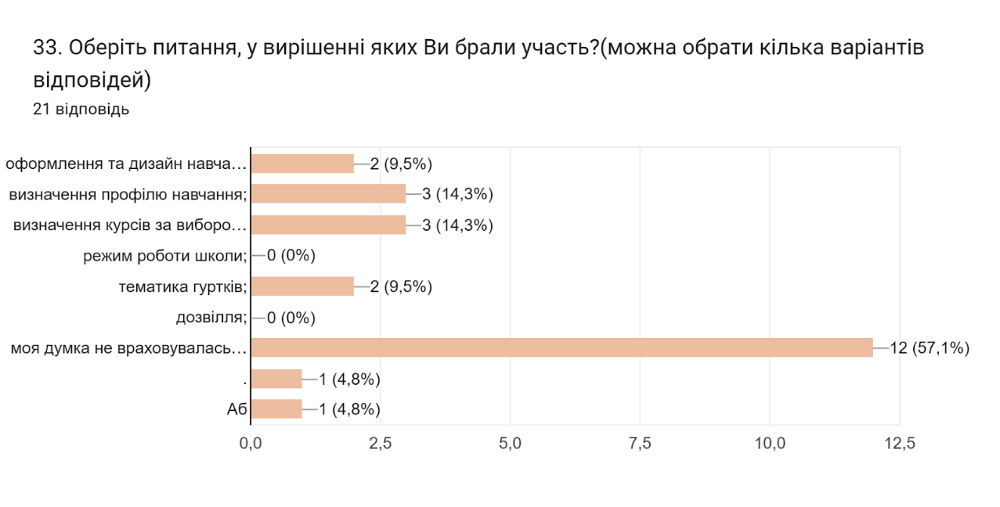 33. Оберіть питання, у вирішенні яких Ви брали участь?(можна обрати кілька варіантів
відповідей)
21 відповідь
оформлення та дизайн навча… 2 (9,5%)
визначення профілю навчання; 3 (14,3%)
визначення курсів за виборо… 3 (14,3%)
режим роботи школи; 0 (0%)
тематика гуртків; 2 (9,5%)
дозвілля; 0 (0%)
моя думка не враховувалась… 12 (57,1%)
. 1 (4,8%)
Аб 1 (4,8%)
0,0 2,5 5,0 7,5 10,0 12,5